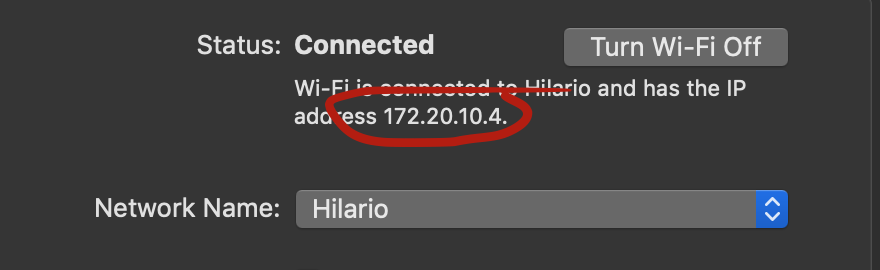 Status: Connected
Turn Wi-Fi Off
Wi-Fi is connected to Hilario and has the IP
address 172.20.10.4.
Network Name: Hilario